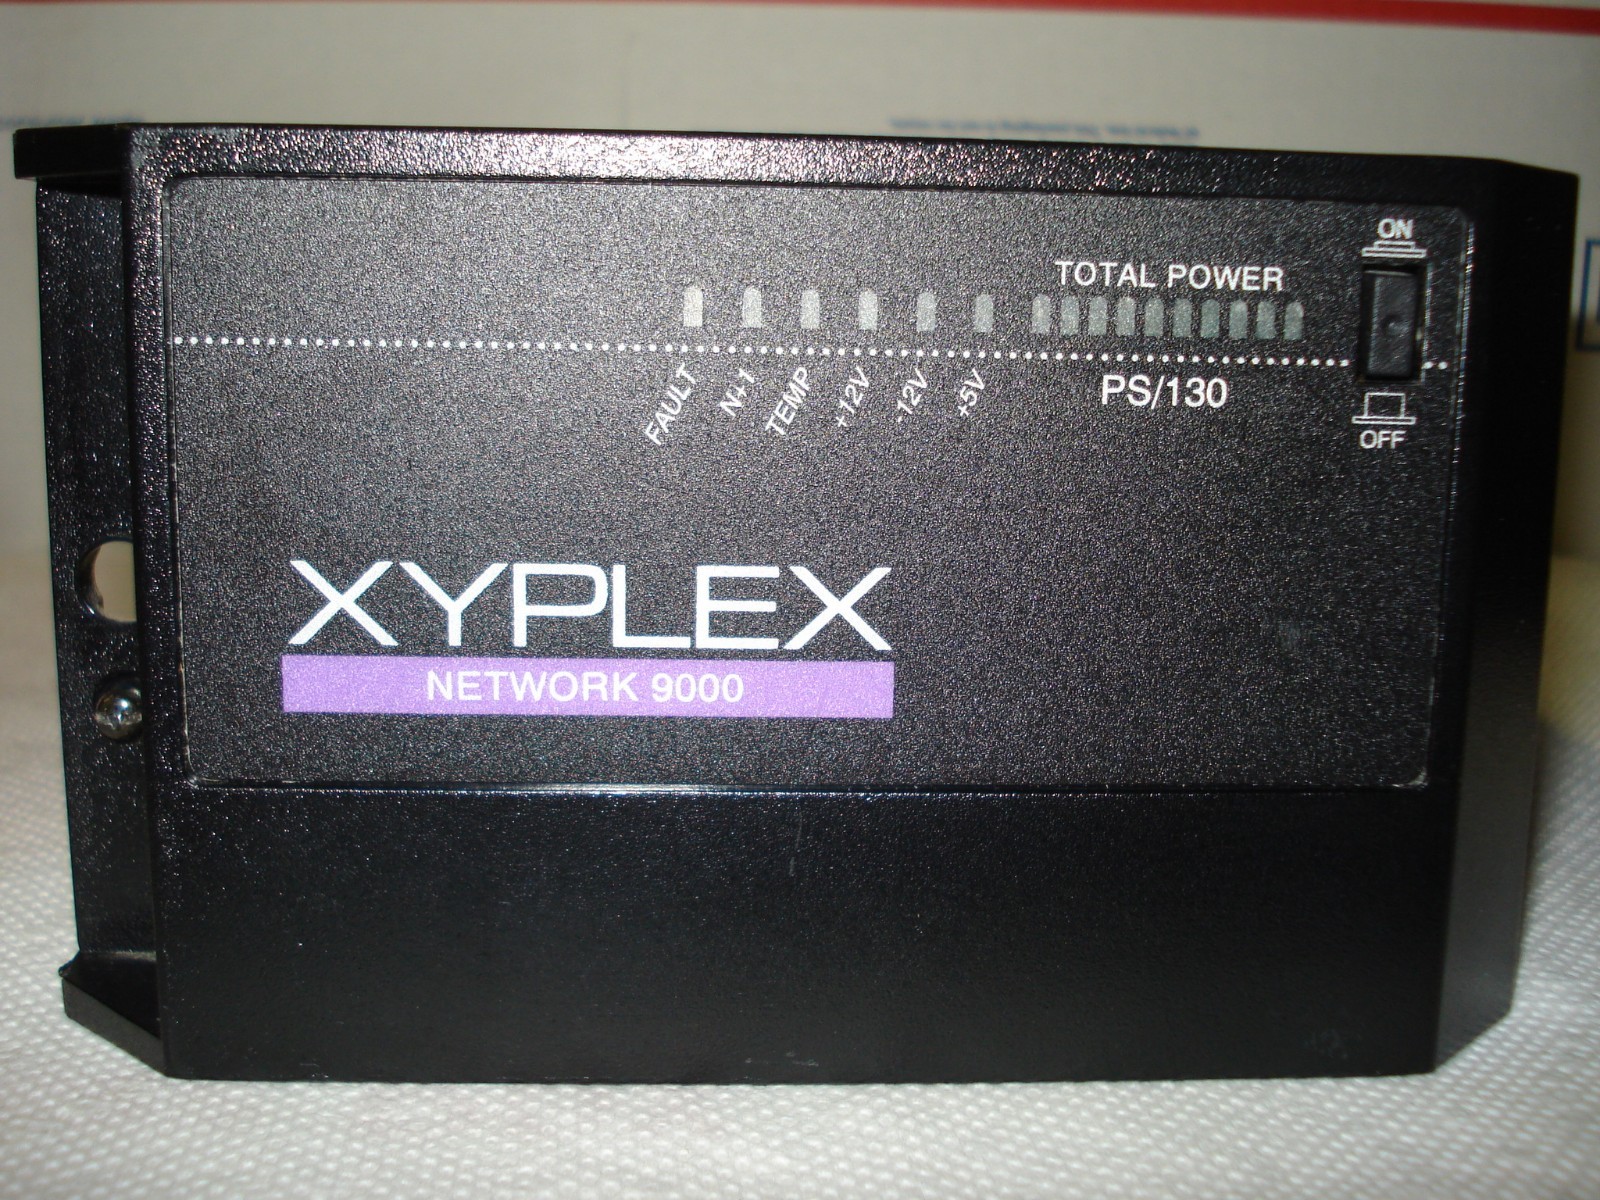 ON
TOTAL POWER
FAULT
N+1
TEMP
+12V
-12V
+5V
PS/130
OFF
XYPLEX
NETWORK 9000